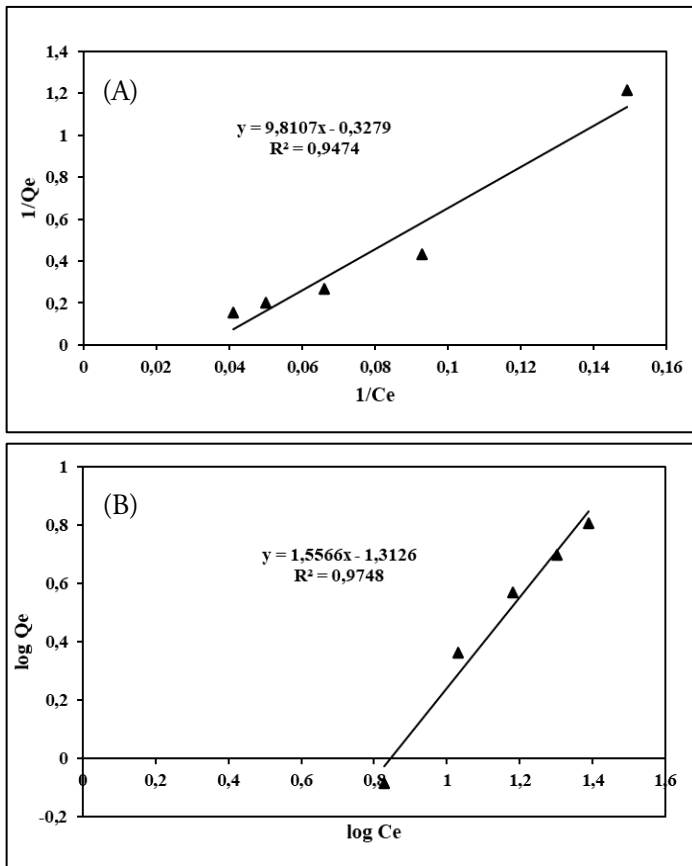 (A)
y = 9,8107x - 0,3279
R² = 0,9474
1/Qe
1,4
1,2
1
0,8
0,6
0,4
0,2
0
0 0,02 0,04 0,06 0,08 0,1 0,12 0,14 0,16
1/Ce
(B)
y = 1,5566x - 1,3126
R² = 0,9748
log Qe
1
0,8
0,6
0,4
0,2
0
-0,2
0 0,2 0,4 0,6 0,8 1 1,2 1,4 1,6
log Ce